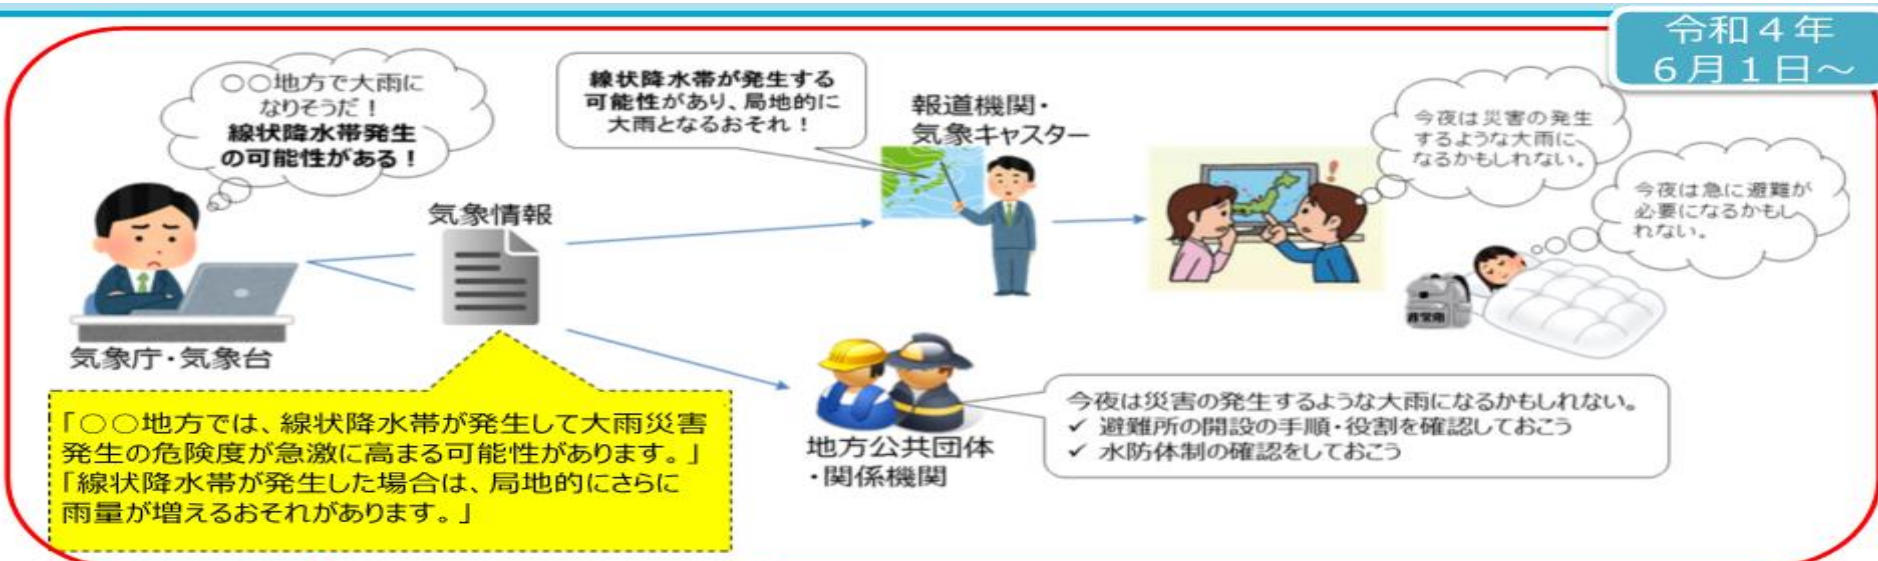 令和４年
６月１日～
○○地方で大雨に
なりそうだ！
線状降水帯発生
の可能性がある！
線状降水帯が発生する
可能性があり、局地的に
大雨となるおそれ！
報道機関・
気象キャスター
今夜は災害の発生
するような大雨に
なるかもしれない。
今夜は急に避難が
必要になるかもし
れない。
気象情報
非常用
気象庁・気象台
「○○地方では、線状降水帯が発生して大雨災害
発生の危険度が急激に高まる可能性があります。」
「線状降水帯が発生した場合は、局地的にさらに
雨量が増えるおそれがあります。」
地方公共団体
・関係機関
今夜は災害の発生するような大雨になるかもしれない。
✓ 避難所の開設の手順・役割を確認しておこう
✓ 水防体制の確認をしておこう